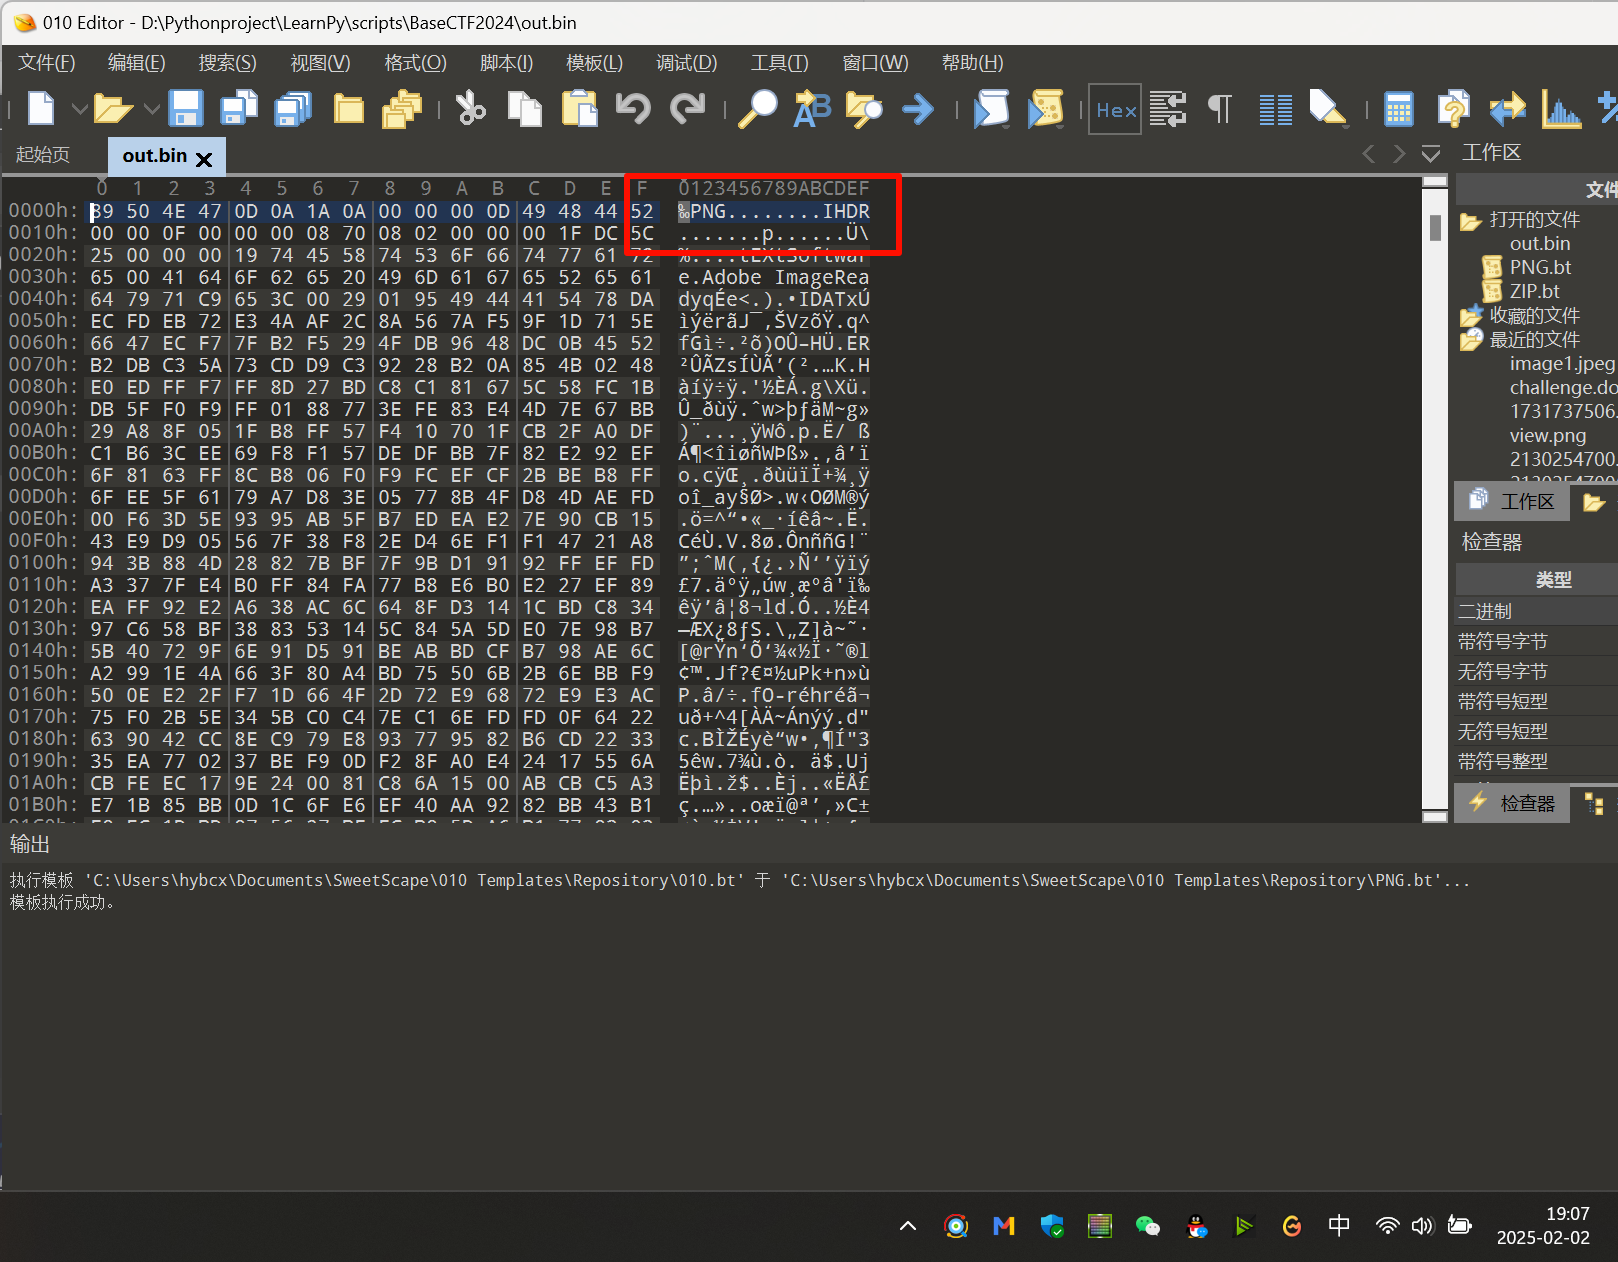 010 Editor - D:\Pythonproject\LearnPy\scripts\BaseCTF2024\out.bin
文件(F) 编辑(E) 搜索(S) 视图(V) 格式(O) 脚本(I) 模板(L) 调试(D) 工具(T) 窗口(W) 帮助(H)
Hex
起始页 out.bin
工作区
0 1 2 3 4 5 6 7 8 9 A B C D E F 0123456789ABCDEF
0000h: 89 50 4E 47 0D 0A 1A 0A 00 00 00 0D 49 48 44 52 ‰PNG........IHDR
0010h: 00 00 0F 00 00 00 08 70 08 02 00 00 00 1F DC 5C .......p......Ü\
0020h: 25 00 00 00 19 74 45 58 74 53 6F 66 74 77 61 72 %....tEXtSoftwar
0030h: 65 00 41 64 6F 62 65 20 49 6D 61 67 65 52 65 61 e.Adobe ImageRea
0040h: 64 79 71 C9 65 3C 00 29 01 95 49 44 41 54 78 DA dyqÉe<.).•IDATxÚ
0050h: EC FD EB 72 E3 4A AF 2C 8A 56 7A F5 9F 1D 71 5E ìýërãJ¯,ŠVzõŸ.q^
0060h: 66 47 EC F7 7F B2 F5 29 4F DB 96 48 DC 0B 45 52 fGì÷.²õ)OÛ–HÜ.ER
0070h: B2 DB C3 5A 73 CD D9 C3 92 28 B2 0A 85 4B 02 48 ²ÛÃZsÍÙÃ’(².…K.H
0080h: E0 ED FF F7 FF 8D 27 BD C8 C1 81 67 5C 58 FC 1B àíÿ÷ÿ.'½ÈÁ.g\Xü.
0090h: DB 5F F0 F9 FF 01 88 77 3E FE 83 E4 4D 7E 67 BB Û_ðùÿ.ˆw>þƒäM~g»
00A0h: 29 A8 8F 05 1F B8 FF 57 F4 10 70 1F CB 2F A0 DF )¨...¸ÿWô.p.Ë/ ß
00B0h: C1 B6 3C EE 69 F8 F1 57 DE DF BB 7F 82 E2 92 EF Á¶<îiøñWÞß».‚â’ï
00C0h: 6F 81 63 FF 8C B8 06 F0 F9 FC EF CF 2B BE B8 FF o.cÿŒ¸.ðùüïÏ+¾¸ÿ
00D0h: 6F EE 5F 61 79 A7 D8 3E 05 77 8B 4F D8 4D AE FD oî_ay§Ø>.w‹OØM®ý
00E0h: 00 F6 3D 5E 93 95 AB 5F B7 ED EA E2 7E 90 CB 15 .ö=^“•«_·íêâ~.Ë.
00F0h: 43 E9 D9 05 56 7F 38 F8 2E D4 6E F1 F1 47 21 A8 CéÙ.V.8ø.ÔnññG!¨
0100h: 94 3B 88 4D 28 82 7B BF 7F 9B D1 91 92 FF EF FD ”;ˆM(‚{¿.›Ñ‘’ÿïý
0110h: A3 37 7F E4 B0 FF 84 FA 77 B8 E6 B0 E2 27 EF 89 £7.ä°ÿ„úw¸æ°â'ï‰
0120h: EA FF 92 E2 A6 38 AC 6C 64 8F D3 14 1C BD C8 34 êÿ’â¦8¬ld.Ó..½È4
0130h: 97 C6 58 BF 38 83 53 14 5C 84 5A 5D E0 7E 98 B7 —ÆX¿8ƒS.\„Z]à~˜·
0140h: 5B 40 72 9F 6E 91 D5 91 BE AB BD CF B7 98 AE 6C [@rŸn‘Õ‘¾«½Ï·˜®l
0150h: A2 99 1E 4A 66 3F 80 A4 BD 75 50 6B 2B 6E BB F9 ¢™.Jf?€¤½uPk+n»ù
0160h: 50 0E E2 2F F7 1D 66 4F 2D 72 E9 68 72 E9 E3 AC P.â/÷.fO-réhréã¬
0170h: 75 F0 2B 5E 34 5B C0 C4 7E C1 6E FD FD 0F 64 22 uð+^4[ÀÄ~Ánýý.d"
0180h: 63 90 42 CC 8E C9 79 E8 93 77 95 82 B6 CD 22 33 c.BÌŽÉyè“w•‚¶Í"3
0190h: 35 EA 77 02 37 BE F9 0D F2 8F A0 E4 24 17 55 6A 5êw.7¾ù.ò. ä$.Uj
01A0h: CB FE EC 17 9E 24 00 81 C8 6A 15 00 AB CB C5 A3 Ëþì.ž$..Èj..«ËÅ£
01B0h: E7 1B 85 BB 0D 1C 6F E6 EF 40 AA 92 82 BB 43 B1 ç.…»..oæï@ª’‚»C±
文件
打开的文件
out.bin
PNG.bt
ZIP.bt
收藏的文件
最近的文件
image1.jpeg
challenge.do
1731737506.
view.png
2130254700.
工作区
检查器
类型
二进制
带符号字节
无符号字节
带符号短型
无符号短型
带符号整型
检查器
输出
执行模板 'C:\Users\hybcx\Documents\SweetScape\010 Templates\Repository\010.bt' 于 'C:\Users\hybcx\Documents\SweetScape\010 Templates\Repository\PNG.bt'...
模板执行成功。
中
19:07
2025-02-02